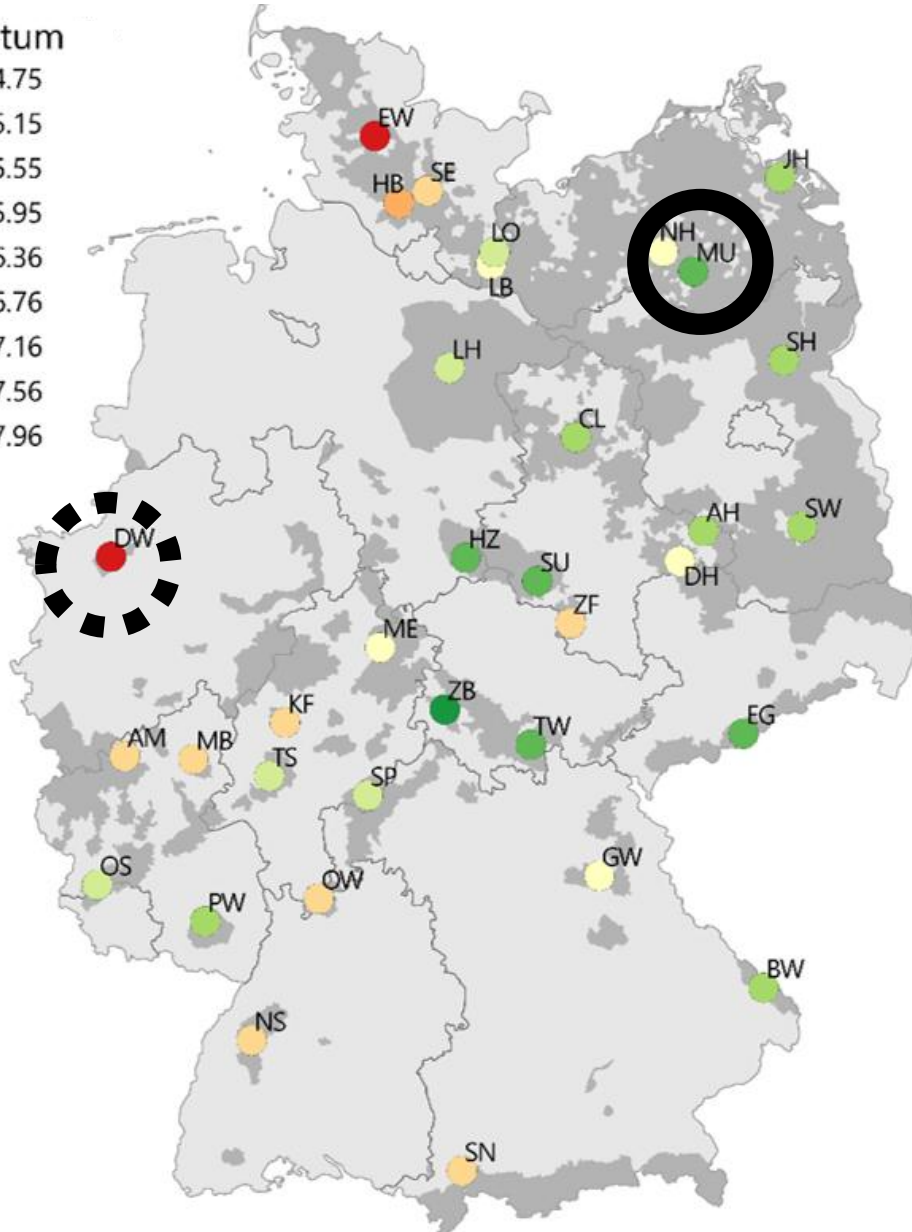 tum
4.75
5.15
5.55
5.95
6.36
6.76
7.16
7.56
7.96
EW
SE
HB
JH
NH
MU
LO
LB
SH
LH
CL
AH
SW
DW
HZ
SU
DH
ZF
ME
ZB
KF
TW
EG
AM
MB
TS
SP
GW
OS
OW
PW
BW
NS
SN